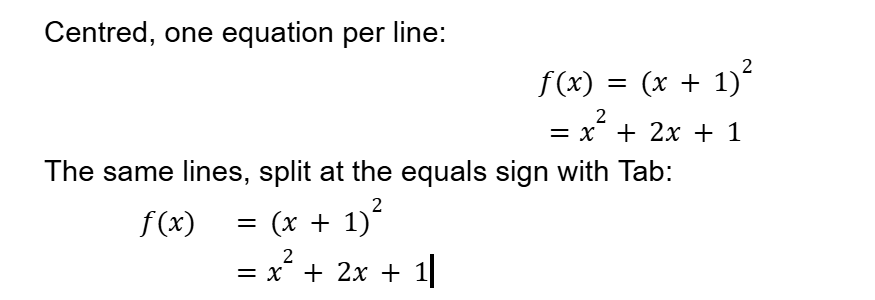 Centred, one equation per line:
f(x) = (x + 1)²
= x² + 2x + 1
The same lines, split at the equals sign with Tab:
f(x) = (x + 1)²
= x² + 2x + 1